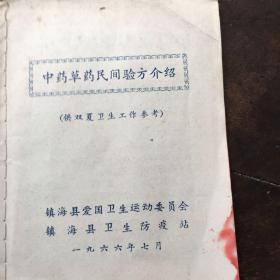 中药草药民间验方介绍
(供双夏卫生工作参考)
镇海县爱国卫生运动委员会
镇海县卫生防疫站
一九六六年七月